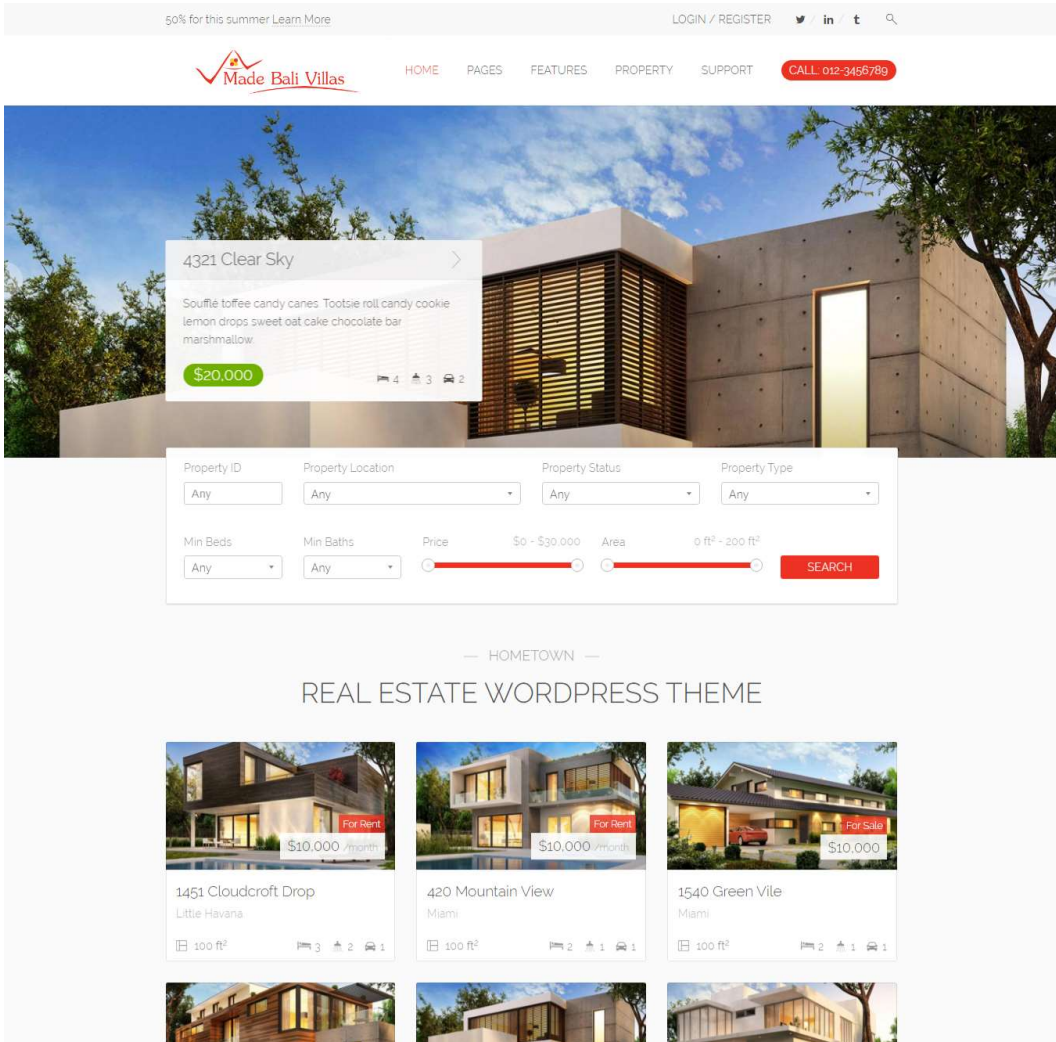 50% for this summer Learn More
LOGIN / REGISTER
Made Bali Villas
HOME
PAGES
FEATURES
PROPERTY
SUPPORT
CALL: 012-3456789
4321 Clear Sky
Soufflé toffee candy canes. Tootsie roll candy cookie
lemon drops sweet oat cake chocolate bar
marshmallow.
$20,000
4
3
2
Property ID
Property Location
Property Status
Property Type
Any
Any
Any
Any
Min Beds
Min Baths
Price
$0 - $30,000
Area
0 ft² - 200 ft²
Any
Any
SEARCH
— HOMETOWN —
REAL ESTATE WORDPRESS THEME
For Rent
$10,000 /month
1451 Cloudcroft Drop
Little Havana
100 ft²
3
2
1
For Rent
$10,000 /month
420 Mountain View
Miami
100 ft²
2
1
1
For Sale
$10,000
1540 Green Vile
Miami
100 ft²
2
1
1